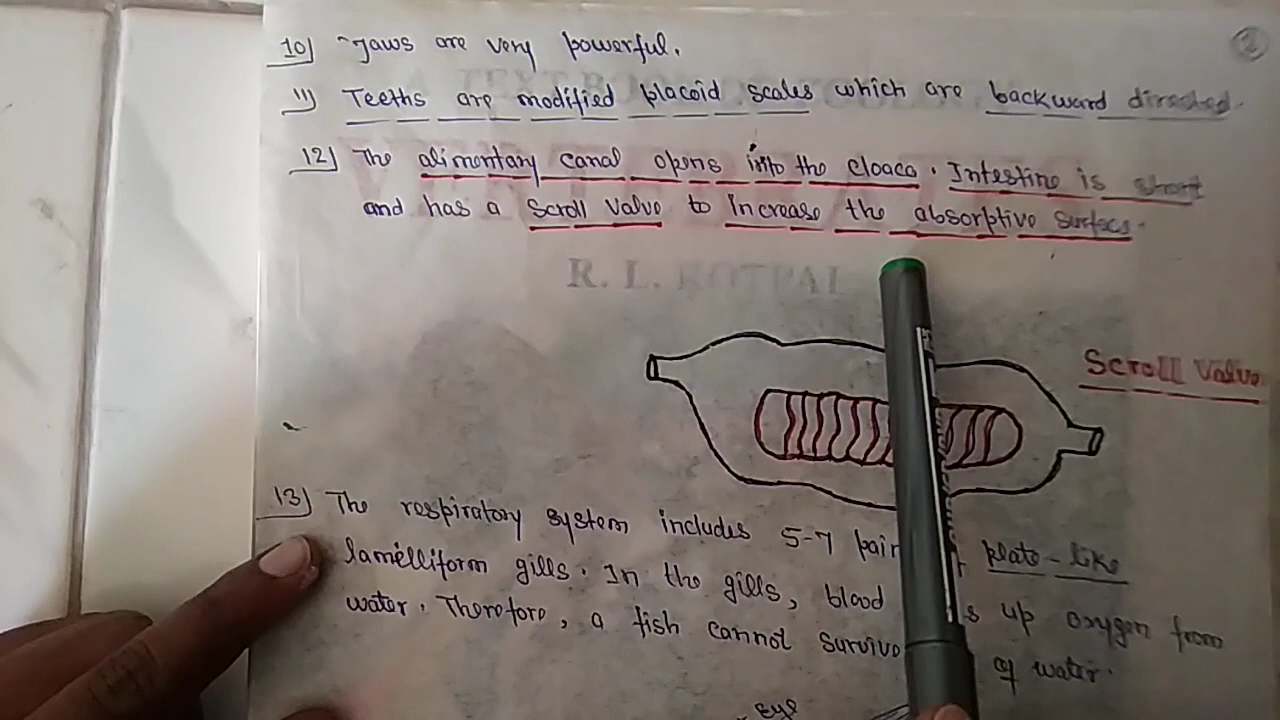 2
10) Jaws are very powerful.
11) Teeths are modified placoid scales which are backward directed.
12) The alimentary canal opens into the cloaca. Intestine is short
and has a Scroll Valve to increase the absorptive surface.
R. L. KOTPAL
Scroll Valve
13) The respiratory system includes 5-7 pair plate-like
lamelliform gills. In the gills, blood up oxygen from
water. Therefore, a fish cannot survive of water.
Eye